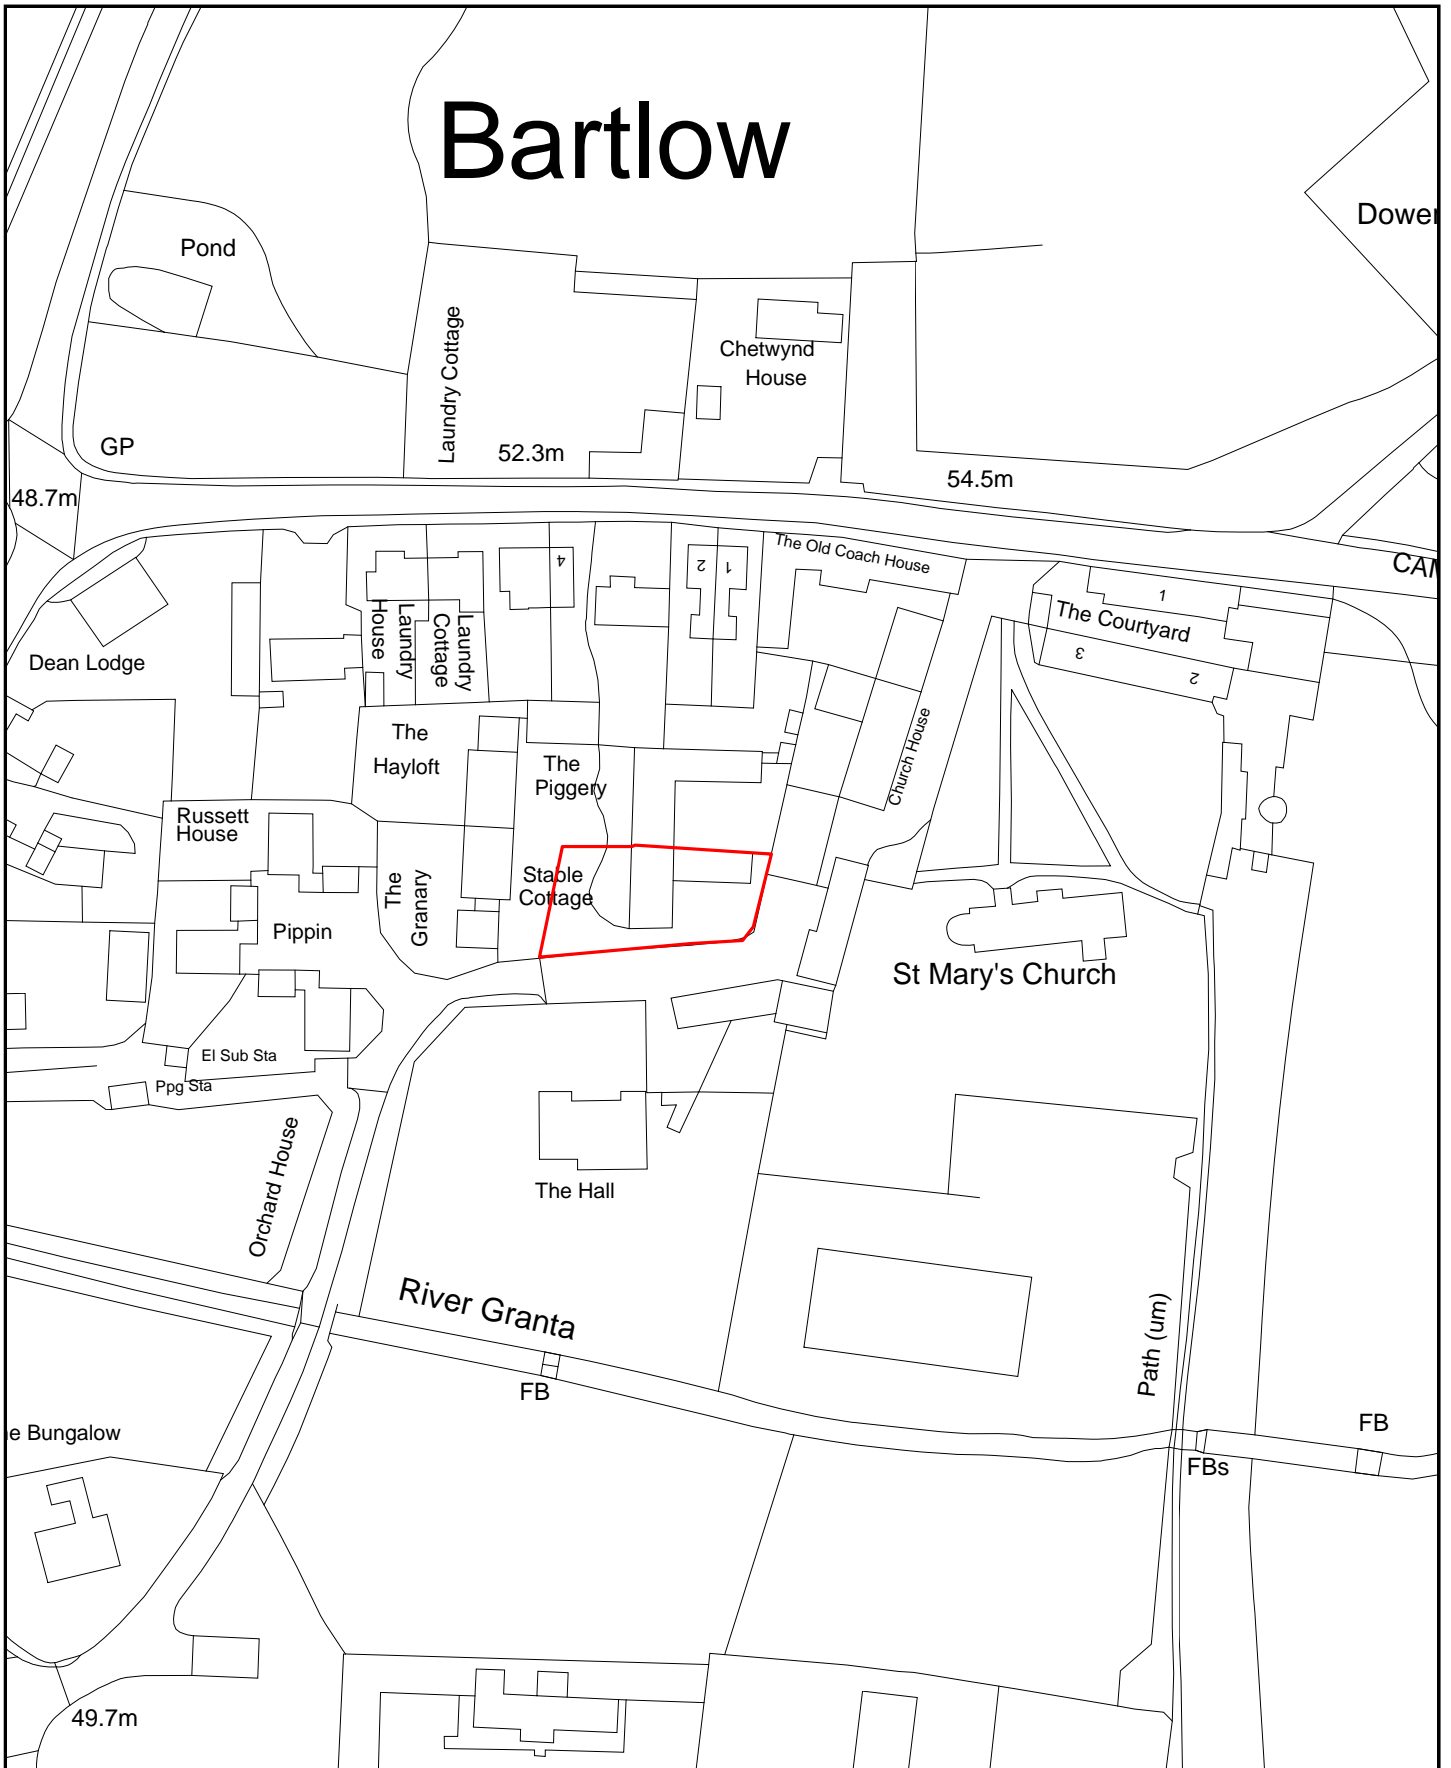 Bartlow
Dower
Pond
Laundry Cottage
Chetwynd
House
GP
52.3m
54.5m
48.7m
The Old Coach House
CAM
4
2
1
1
The Courtyard
3
2
House
Laundry
Cottage
Laundry
Dean Lodge
The
Hayloft
The
Piggery
Church House
Russett
House
The
Granary
Stable
Cottage
Pippin
St Mary's Church
El Sub Sta
Ppg Sta
Orchard House
The Hall
River Granta
Path (um)
FB
FB
e Bungalow
FBs
49.7m